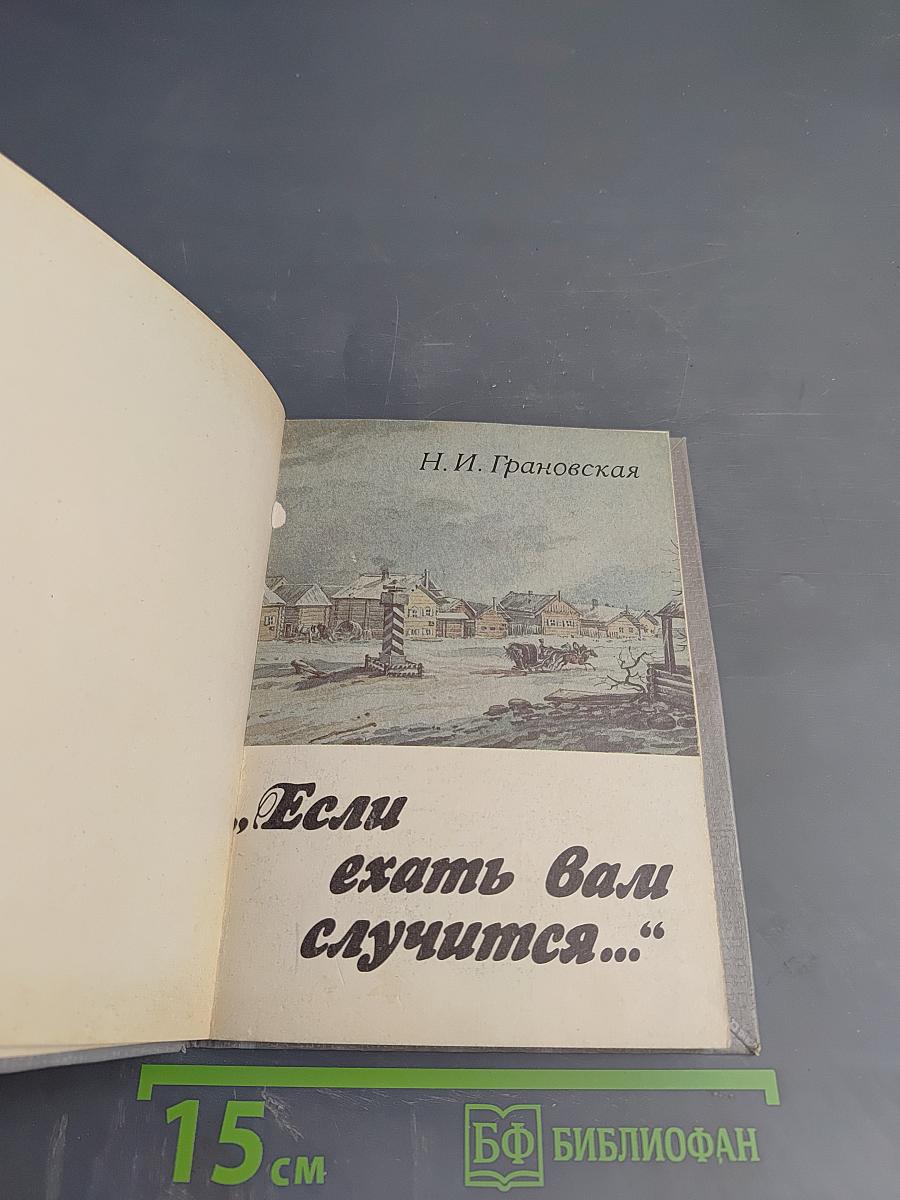 Н. И. Грановская
„Если
ехать вам
случится...“
15 см
БФ БИБЛИОФАН